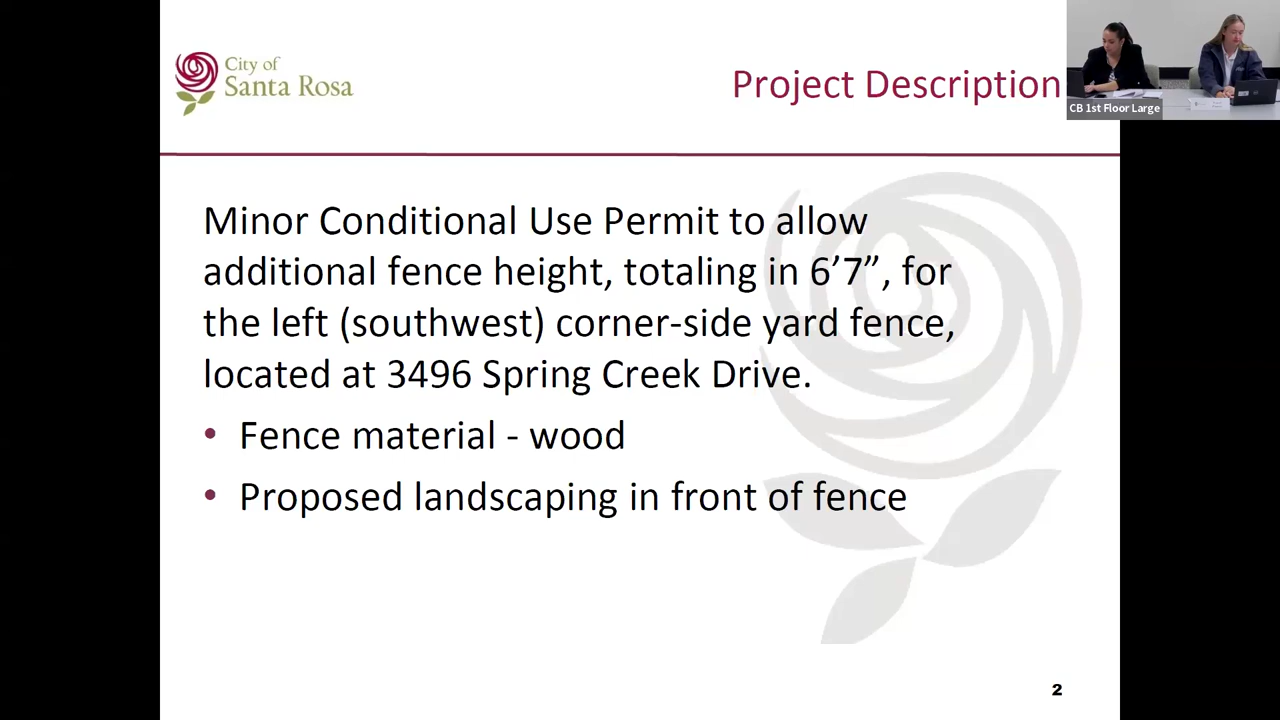 City of
Santa Rosa
Project Description
CB 1st Floor Large
Minor Conditional Use Permit to allow
additional fence height, totaling in 6’7”, for
the left (southwest) corner-side yard fence,
located at 3496 Spring Creek Drive.
• Fence material - wood
• Proposed landscaping in front of fence
2